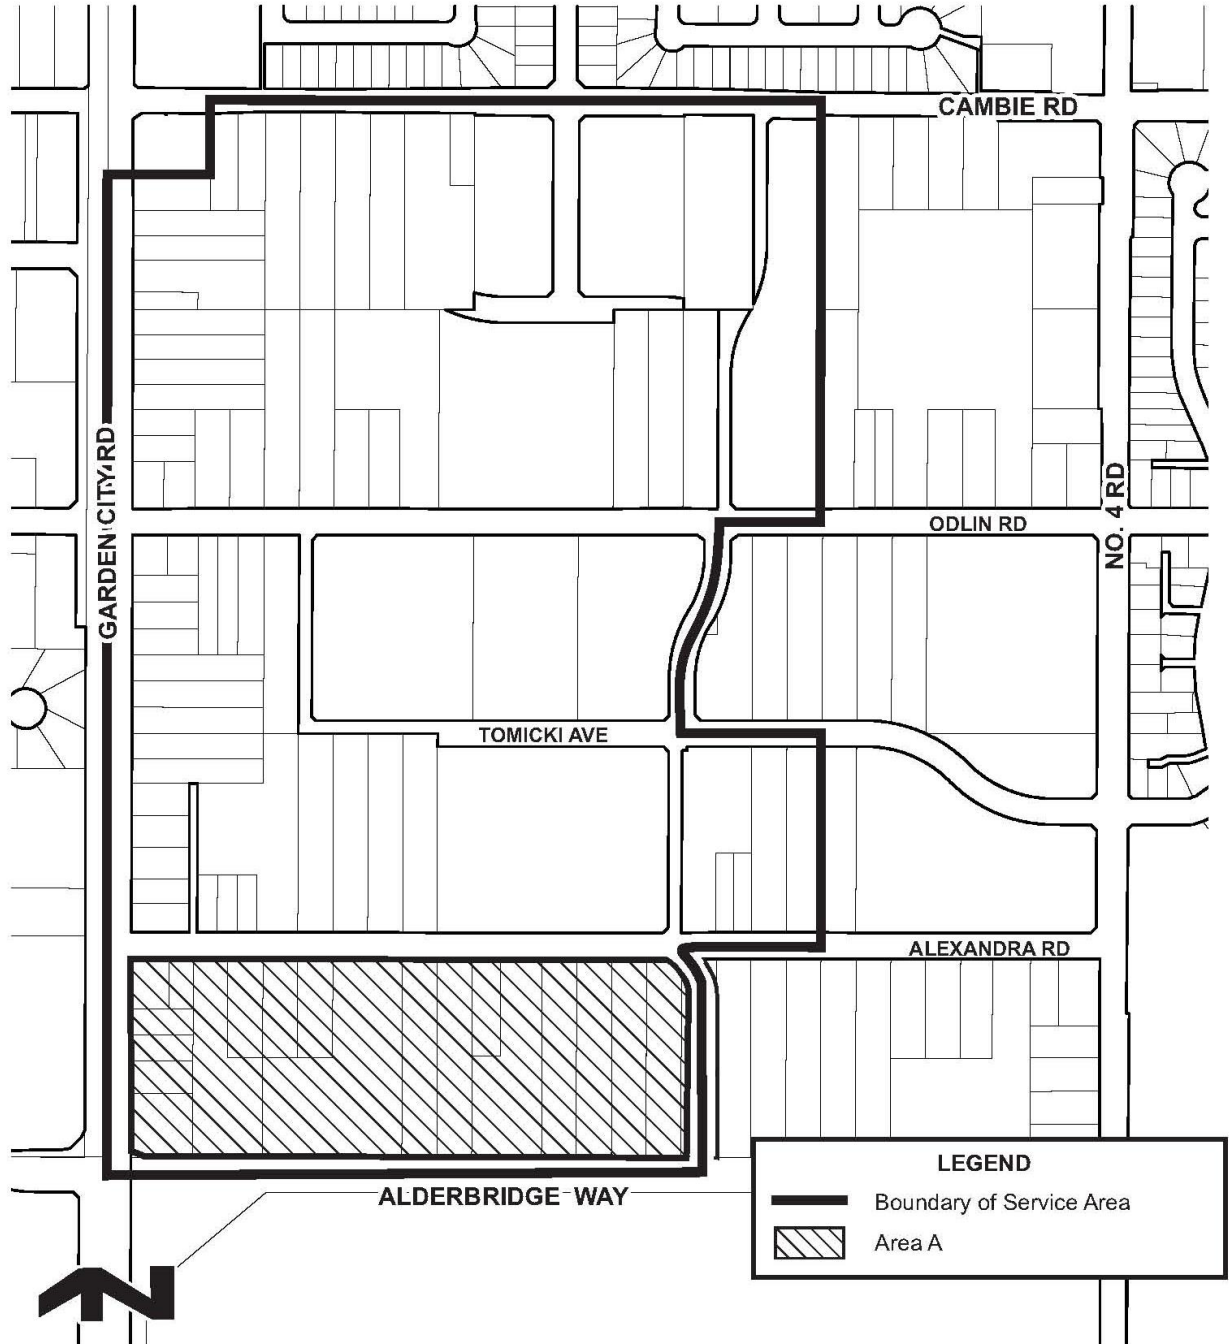 CAMBIE RD
GARDEN CITY RD
NO. 4 RD
ODLIN RD
TOMICKI AVE
ALEXANDRA RD
ALDERBRIDGE WAY
LEGEND
Boundary of Service Area
Area A
N